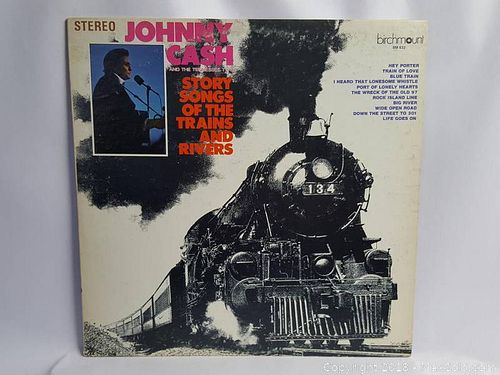 STEREO
JOHNNY
CASH
AND THE TENNESSEE TWO
STORY
SONGS
OF THE
TRAINS
AND
RIVERS
birchmount
HEY PORTER
TRAIN OF LOVE
BLUE TRAIN
I HEARD THAT LONESOME WHISTLE
PORT OF LONELY HEARTS
THE WRECK OF THE OLD 97
ROCK ISLAND LINE
BIG RIVER
WIDE OPEN ROAD
DOWN THE STREET TO 301
LIFE GOES ON
134